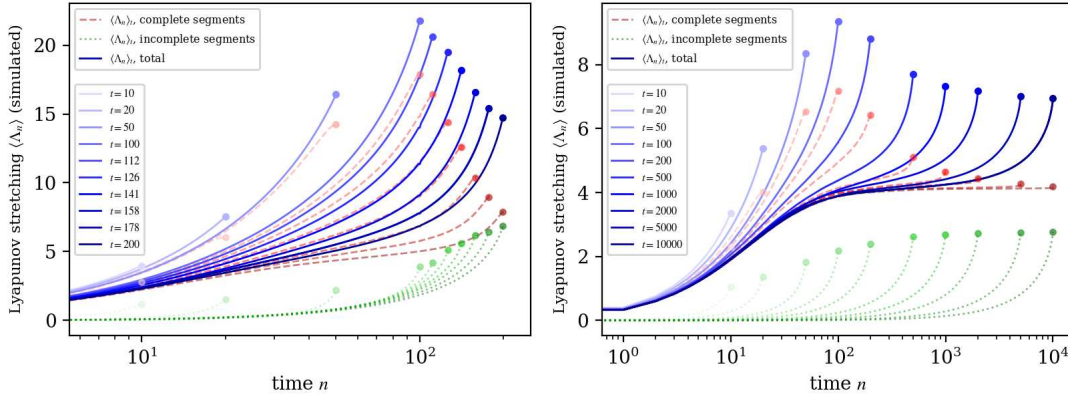 Lyapunov stretching ⟨Λₙ⟩ (simulated)
20
15
10
5
0
⟨Λₙ⟩ₜ, complete segments
⟨Λₙ⟩ₜ, incomplete segments
⟨Λₙ⟩ₜ, total
t = 10
t = 20
t = 50
t = 100
t = 112
t = 126
t = 141
t = 158
t = 178
t = 200
10¹ 10²
time n
Lyapunov stretching ⟨Λₙ⟩ (simulated)
8
6
4
2
0
⟨Λₙ⟩ₜ, complete segments
⟨Λₙ⟩ₜ, incomplete segments
⟨Λₙ⟩ₜ, total
t = 10
t = 20
t = 50
t = 100
t = 200
t = 500
t = 1000
t = 2000
t = 5000
t = 10000
10⁰ 10¹ 10² 10³ 10⁴
time n